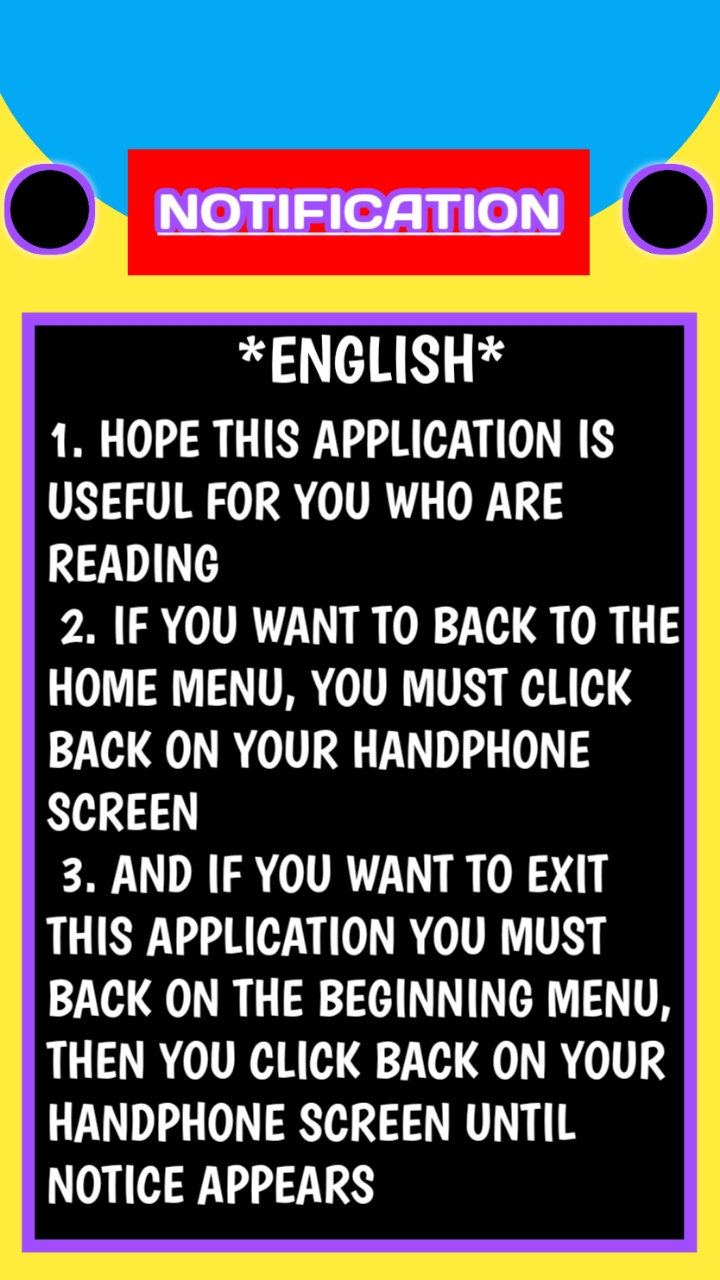 NOTIFICATION
*ENGLISH*
1. HOPE THIS APPLICATION IS
USEFUL FOR YOU WHO ARE
READING
2. IF YOU WANT TO BACK TO THE
HOME MENU, YOU MUST CLICK
BACK ON YOUR HANDPHONE
SCREEN
3. AND IF YOU WANT TO EXIT
THIS APPLICATION YOU MUST
BACK ON THE BEGINNING MENU,
THEN YOU CLICK BACK ON YOUR
HANDPHONE SCREEN UNTIL
NOTICE APPEARS